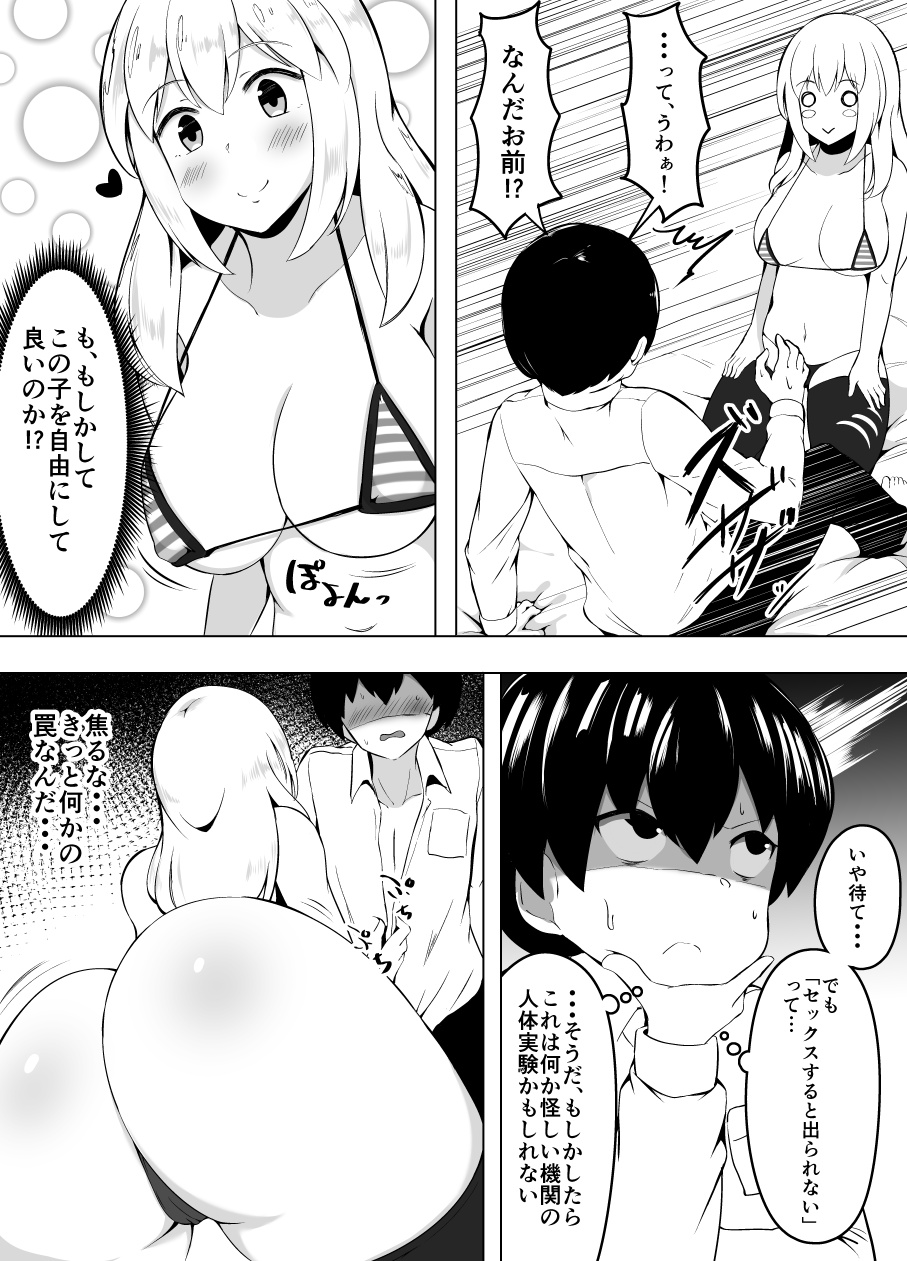 ・・・って、うわぁ！
なんだお前!?
ズズズ
も、もしかして
この子を自由にして
良いのか!?
ぽよんっ
いや待て・・・
でも
「セックスすると出られない」
って…
・・・そうだ、もしかしたら
これは何か怪しい機関の
人体実験かもしれない
焦るな・・・
きっと何かの
罠なんだ・・・
ぷち
ぷち